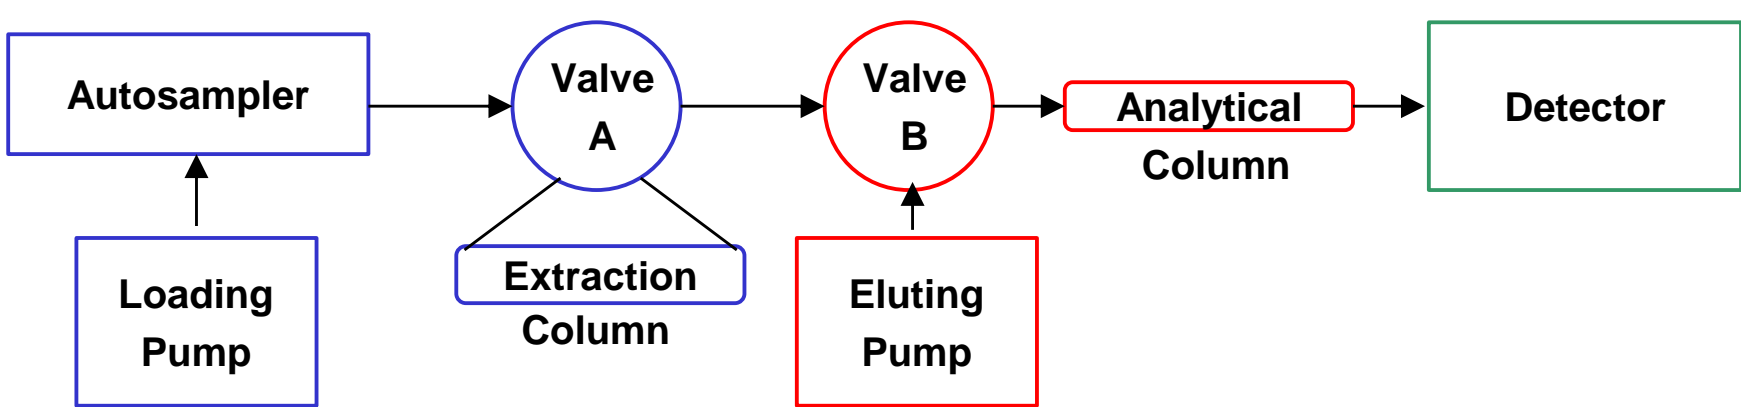 Autosampler
Valve
A
Valve
B
Analytical
Column
Detector
Loading
Pump
Extraction
Column
Eluting
Pump